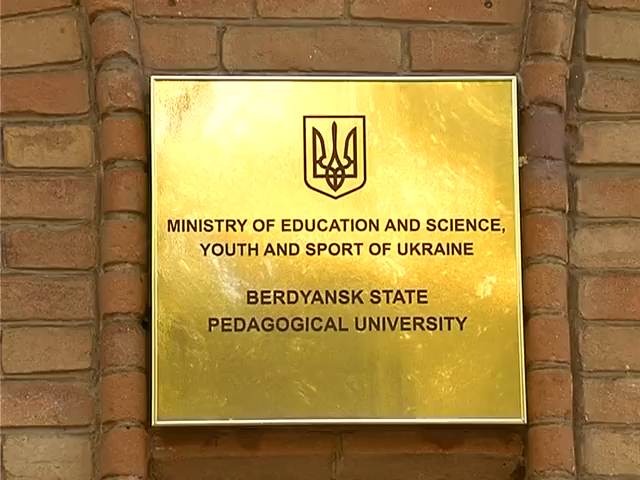 MINISTRY OF EDUCATION AND SCIENCE,
YOUTH AND SPORT OF UKRAINE
BERDYANSK STATE
PEDAGOGICAL UNIVERSITY